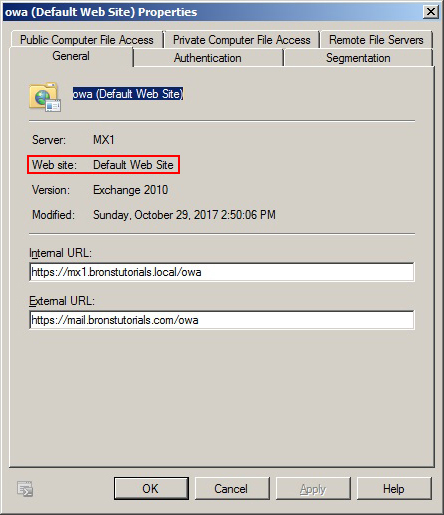 owa (Default Web Site) Properties
Public Computer File Access Private Computer File Access Remote File Servers
General Authentication Segmentation
owa (Default Web Site)
Server: MX1
Web site: Default Web Site
Version: Exchange 2010
Modified: Sunday, October 29, 2017 2:50:06 PM
Internal URL:
https://mx1.bronstutorials.local/owa
External URL:
https://mail.bronstutorials.com/owa
OK Cancel Apply Help